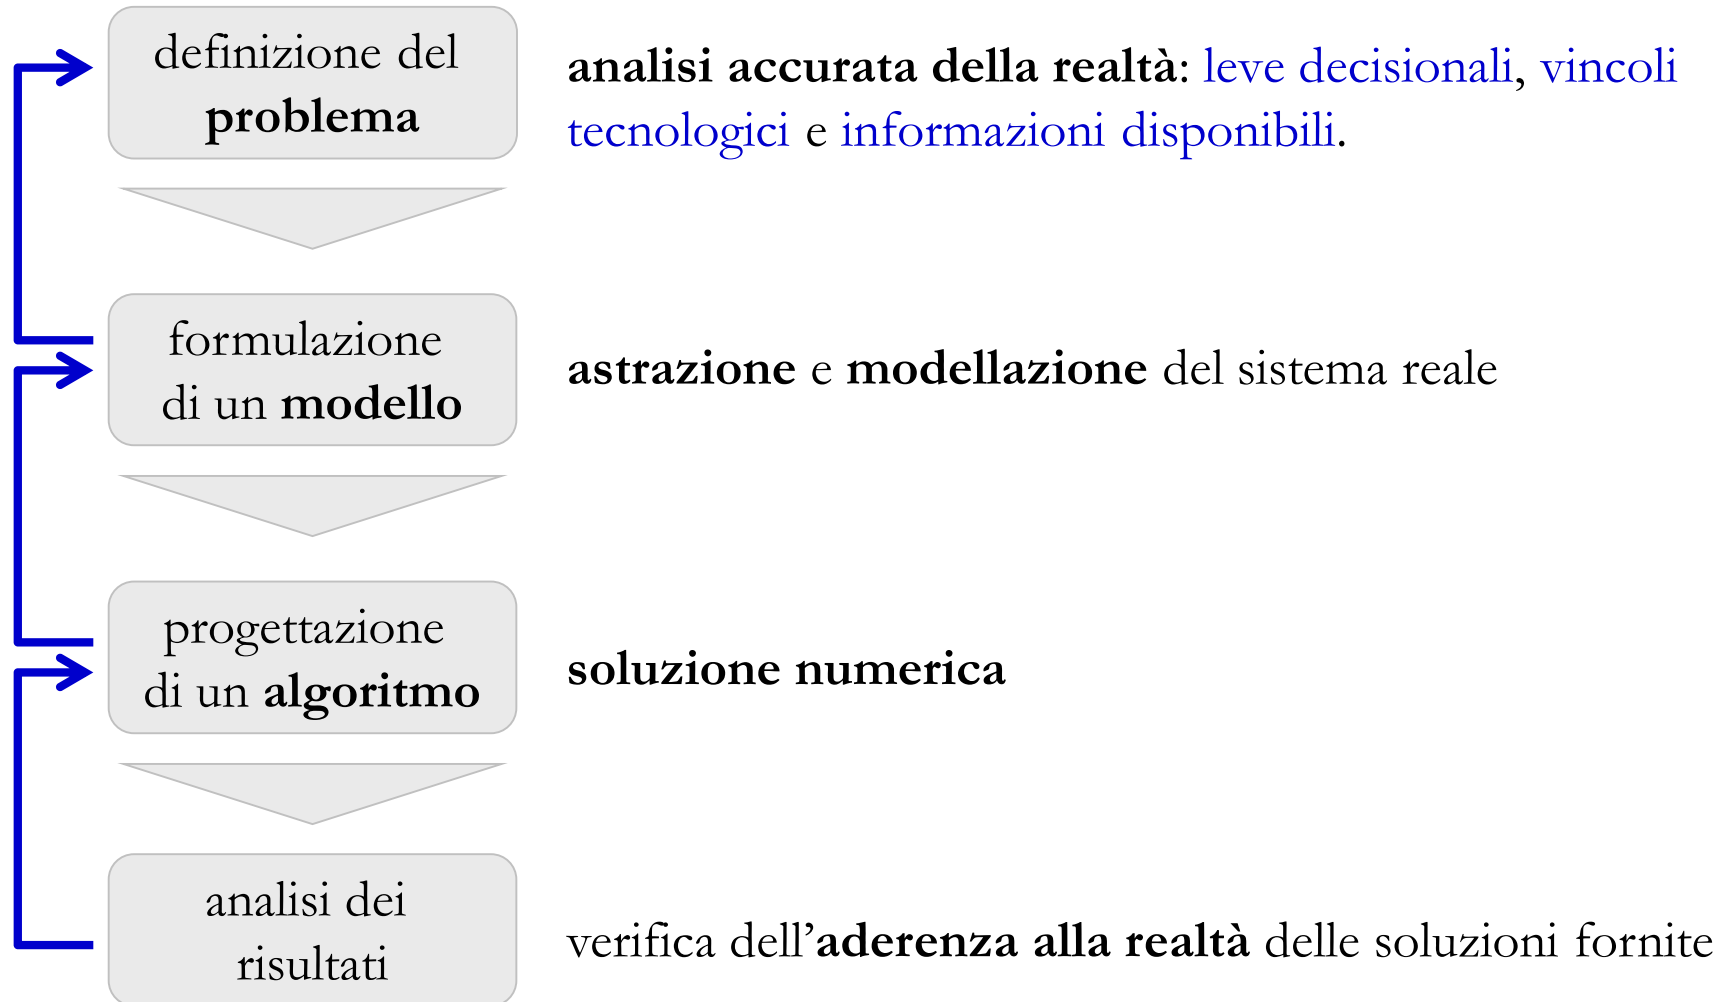 definizione del
problema
analisi accurata della realtà: leve decisionali, vincoli
tecnologici e informazioni disponibili.
formulazione
di un modello
astrazione e modellazione del sistema reale
progettazione
di un algoritmo
soluzione numerica
analisi dei
risultati
verifica dell’aderenza alla realtà delle soluzioni fornite